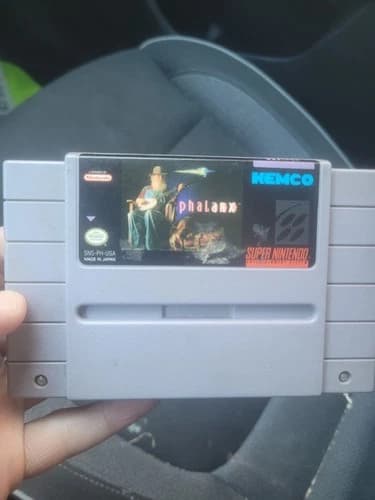 Nintendo
KEMCO
phalanx
SNS-PH-USA
MADE IN JAPAN
SUPER NINTENDO